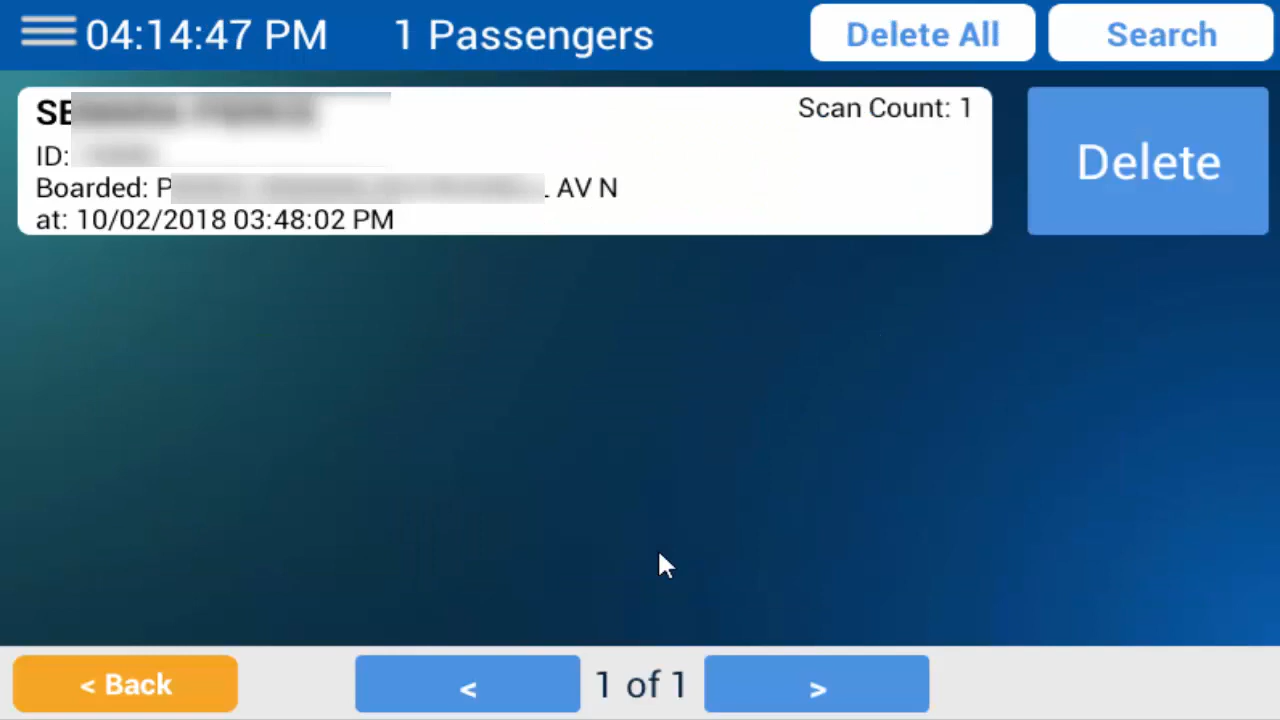 04:14:47 PM
1 Passengers
Delete All
Search
Scan Count: 1
ID:
Boarded: AV N
at: 10/02/2018 03:48:02 PM
Delete
< Back
<
1 of 1
>